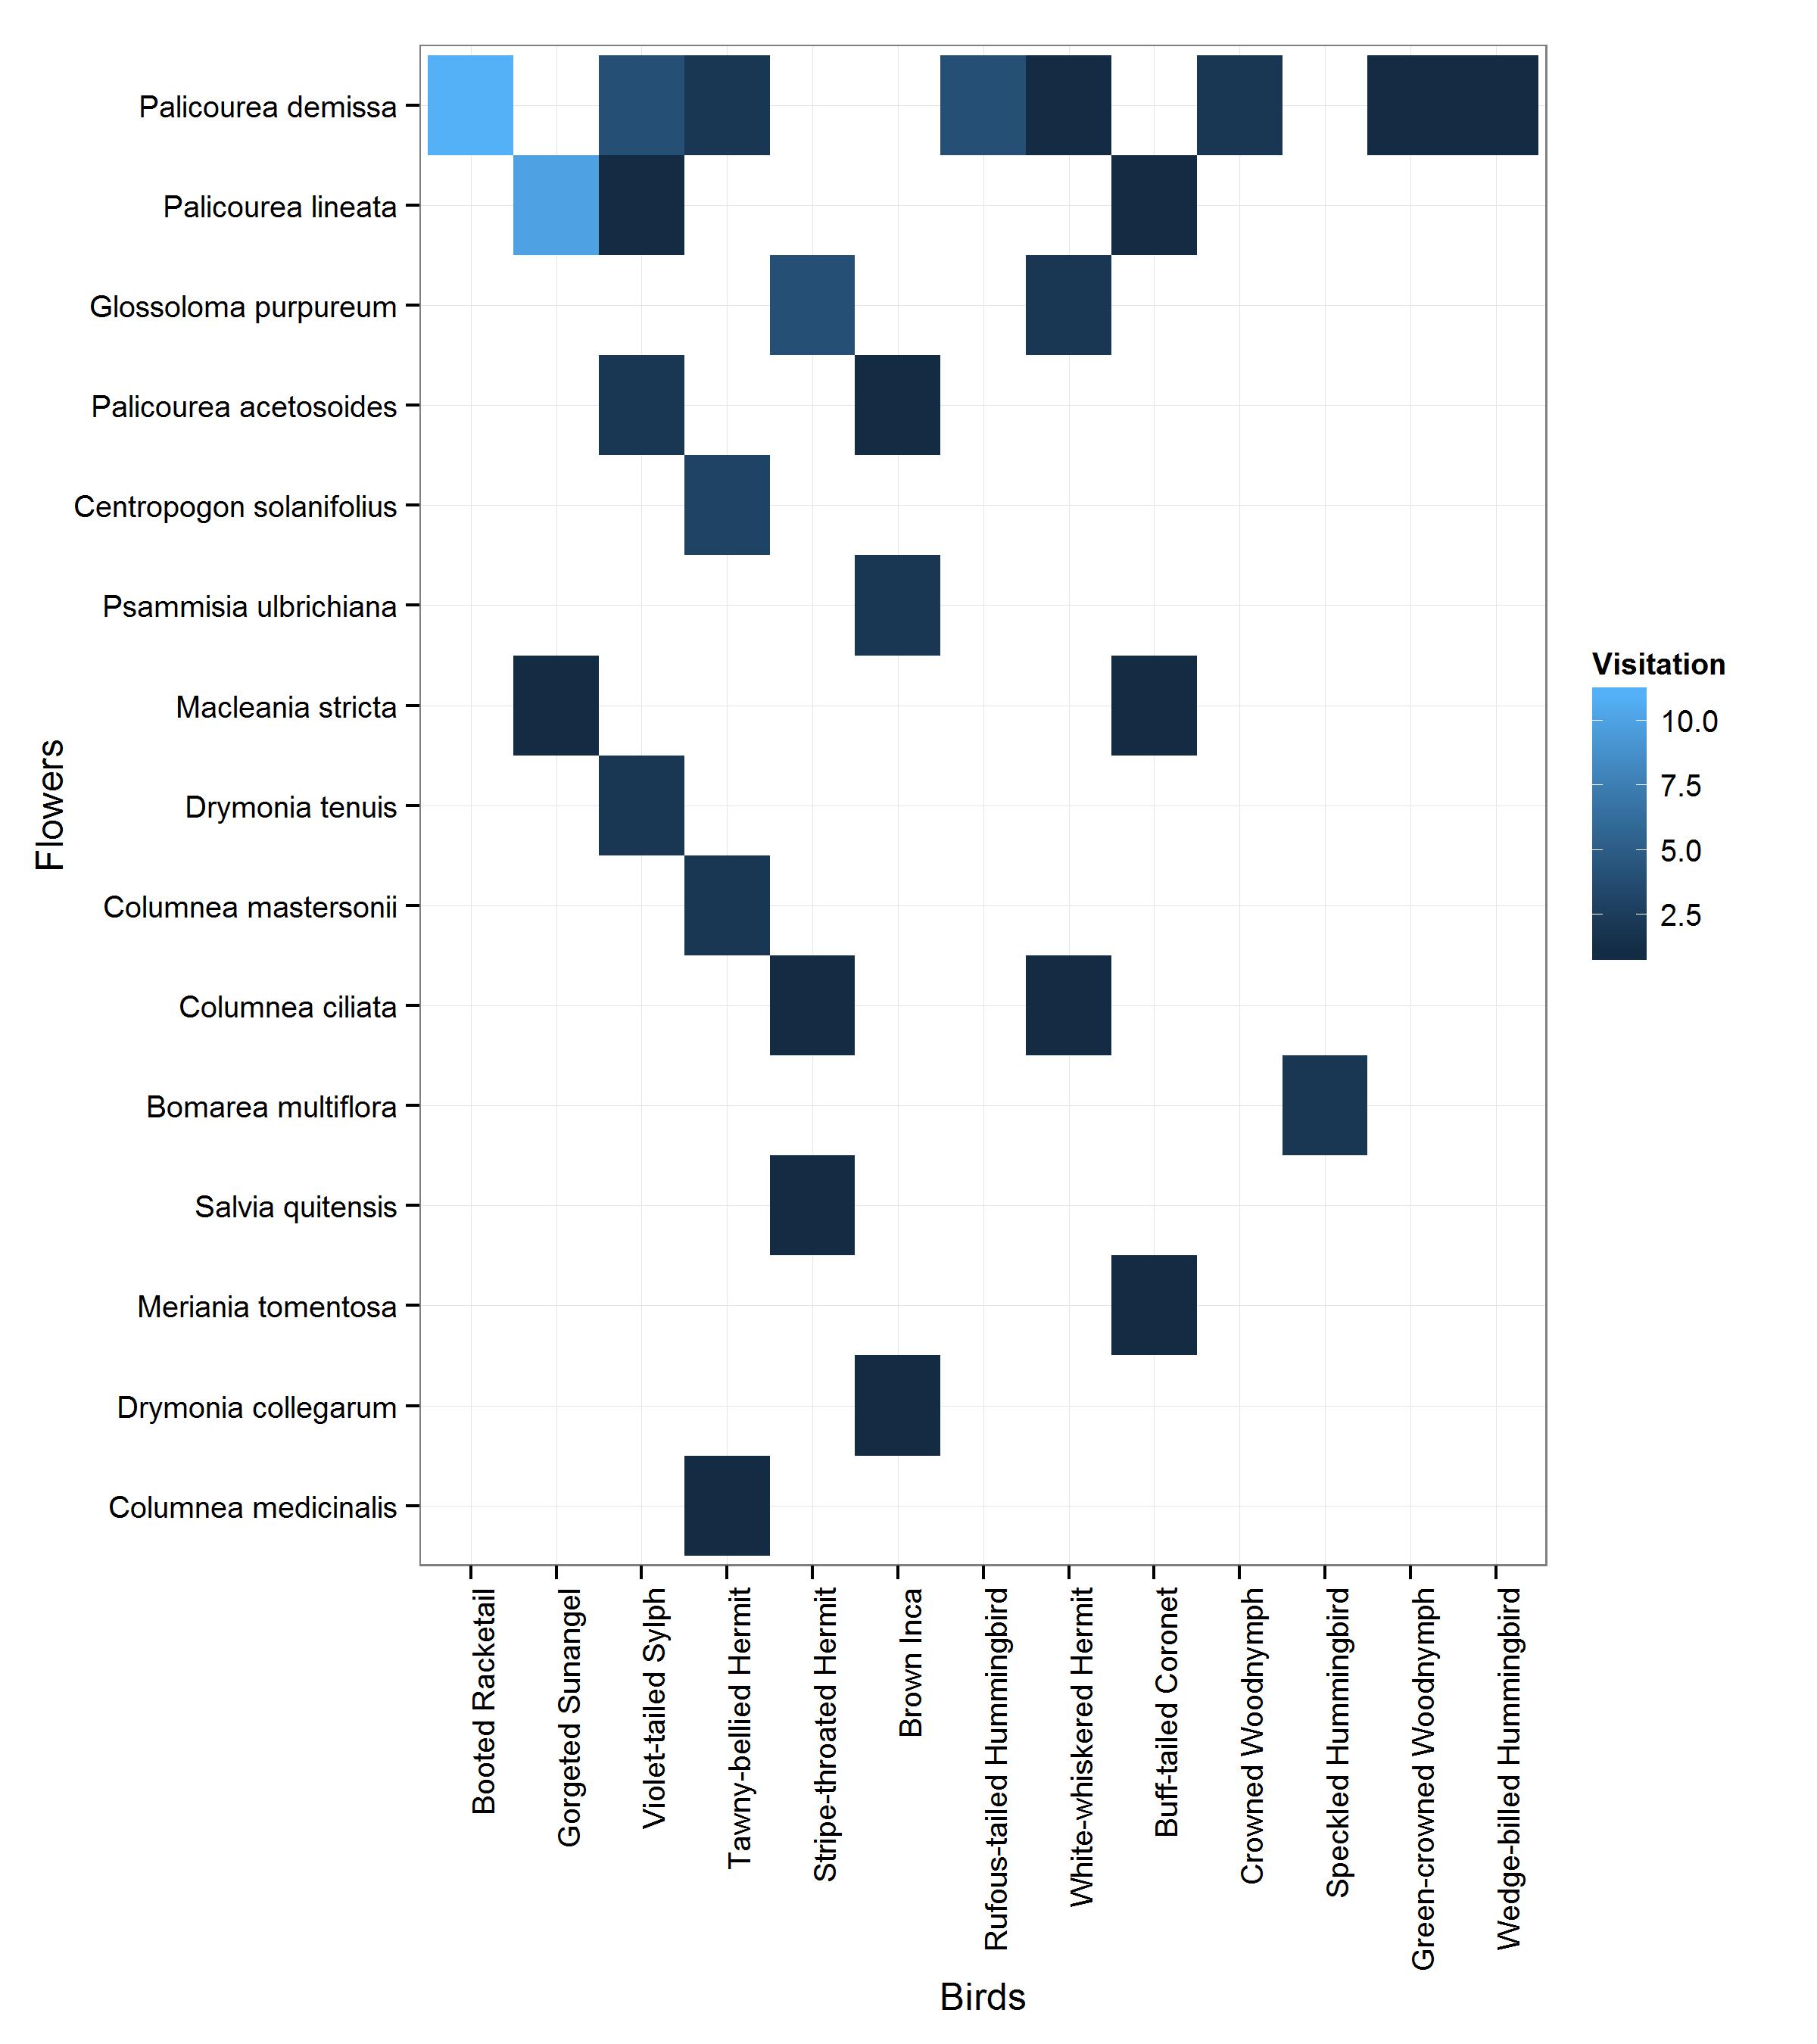 Palicourea demissa
Palicourea lineata
Glossoloma purpureum
Palicourea acetosoides
Centropogon solanifolius
Psammisia ulbrichiana
Macleania stricta
Drymonia tenuis
Columnea mastersonii
Columnea ciliata
Bomarea multiflora
Salvia quitensis
Meriania tomentosa
Drymonia collegarum
Columnea medicinalis
Flowers
Booted Racketail
Gorgeted Sunangel
Violet-tailed Sylph
Tawny-bellied Hermit
Stripe-throated Hermit
Brown Inca
Rufous-tailed Hummingbird
White-whiskered Hermit
Buff-tailed Coronet
Crowned Woodnymph
Speckled Hummingbird
Green-crowned Woodnymph
Wedge-billed Hummingbird
Birds
Visitation
10.0
7.5
5.0
2.5